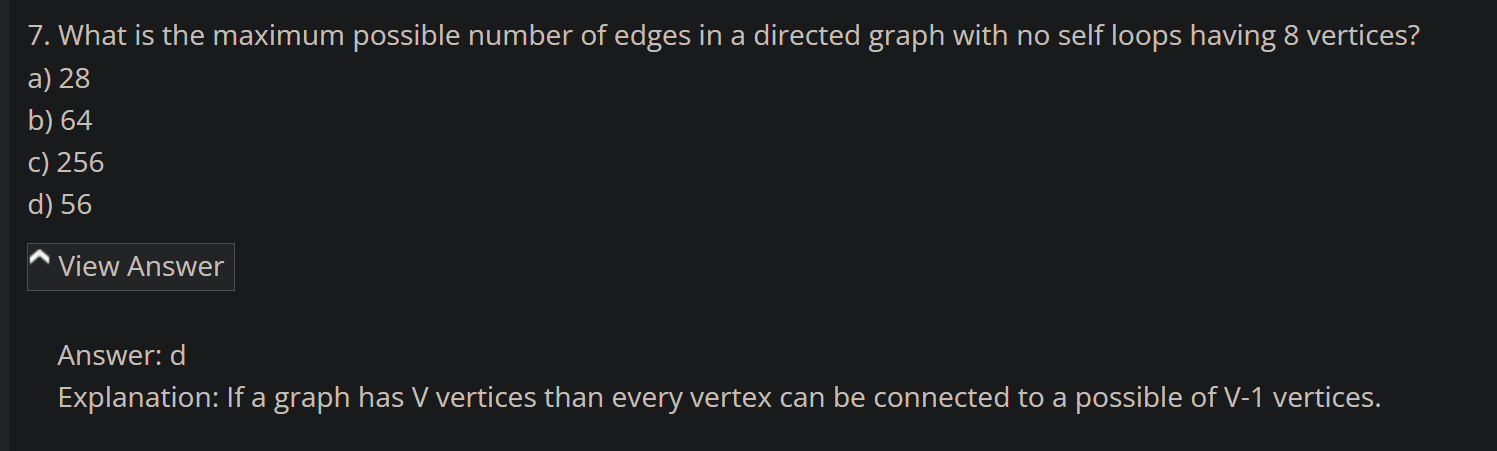 7. What is the maximum possible number of edges in a directed graph with no self loops having 8 vertices?
a) 28
b) 64
c) 256
d) 56
View Answer
Answer: d
Explanation: If a graph has V vertices than every vertex can be connected to a possible of V-1 vertices.